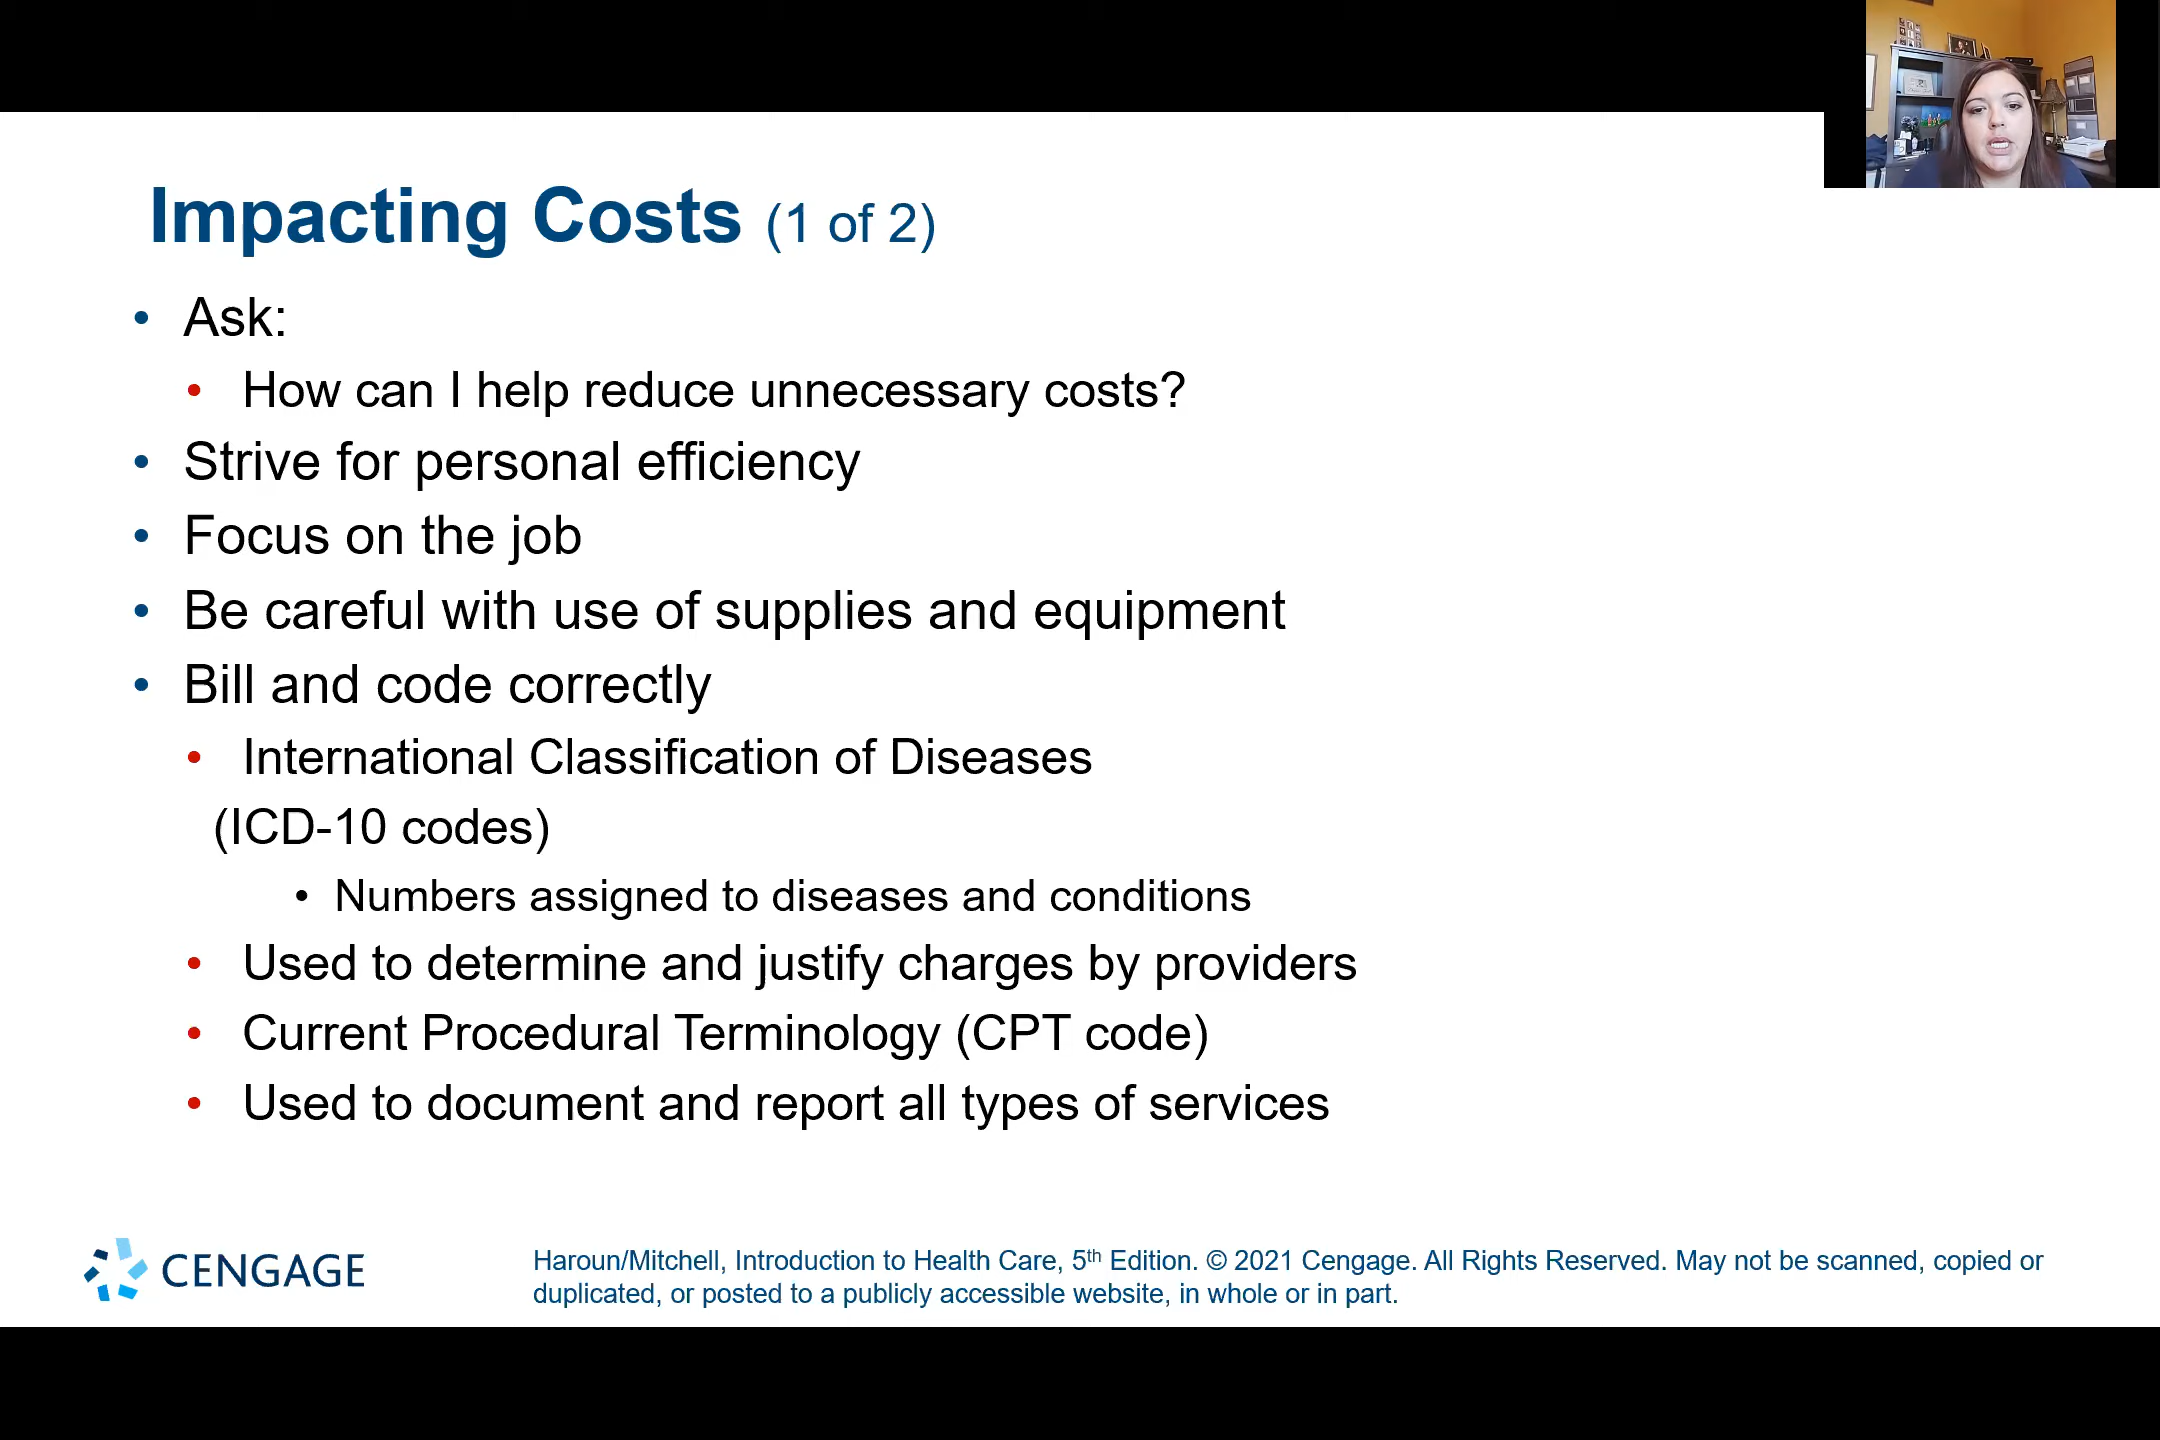 Impacting Costs (1 of 2)
• Ask:
• How can I help reduce unnecessary costs?
• Strive for personal efficiency
• Focus on the job
• Be careful with use of supplies and equipment
• Bill and code correctly
• International Classification of Diseases
(ICD-10 codes)
• Numbers assigned to diseases and conditions
• Used to determine and justify charges by providers
• Current Procedural Terminology (CPT code)
• Used to document and report all types of services
CENGAGE
Haroun/Mitchell, Introduction to Health Care, 5th Edition. © 2021 Cengage. All Rights Reserved. May not be scanned, copied or
duplicated, or posted to a publicly accessible website, in whole or in part.